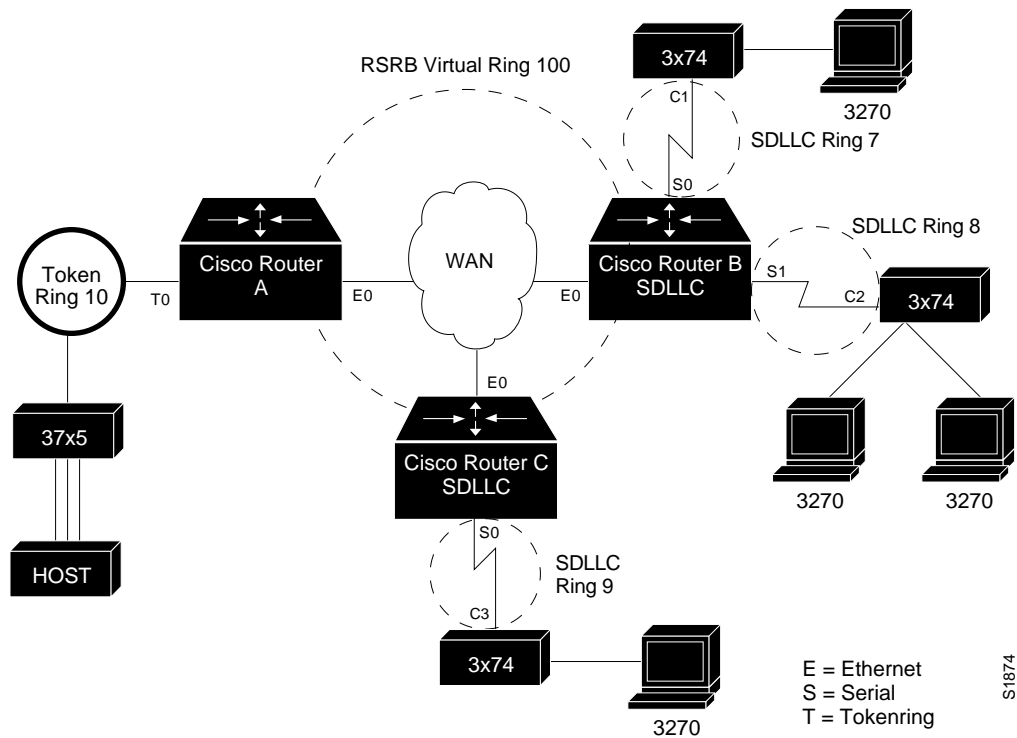 3x74
3270
RSRB Virtual Ring 100
C1
SDLLC Ring 7
S0
Token
Ring 10
T0
Cisco Router
A
E0
WAN
E0
Cisco Router B
SDLLC
S1
SDLLC Ring 8
C2
3x74
3270
3270
E0
37x5
HOST
Cisco Router C
SDLLC
S0
SDLLC
Ring 9
C3
3x74
3270
E = Ethernet
S = Serial
T = Tokenring
S1874